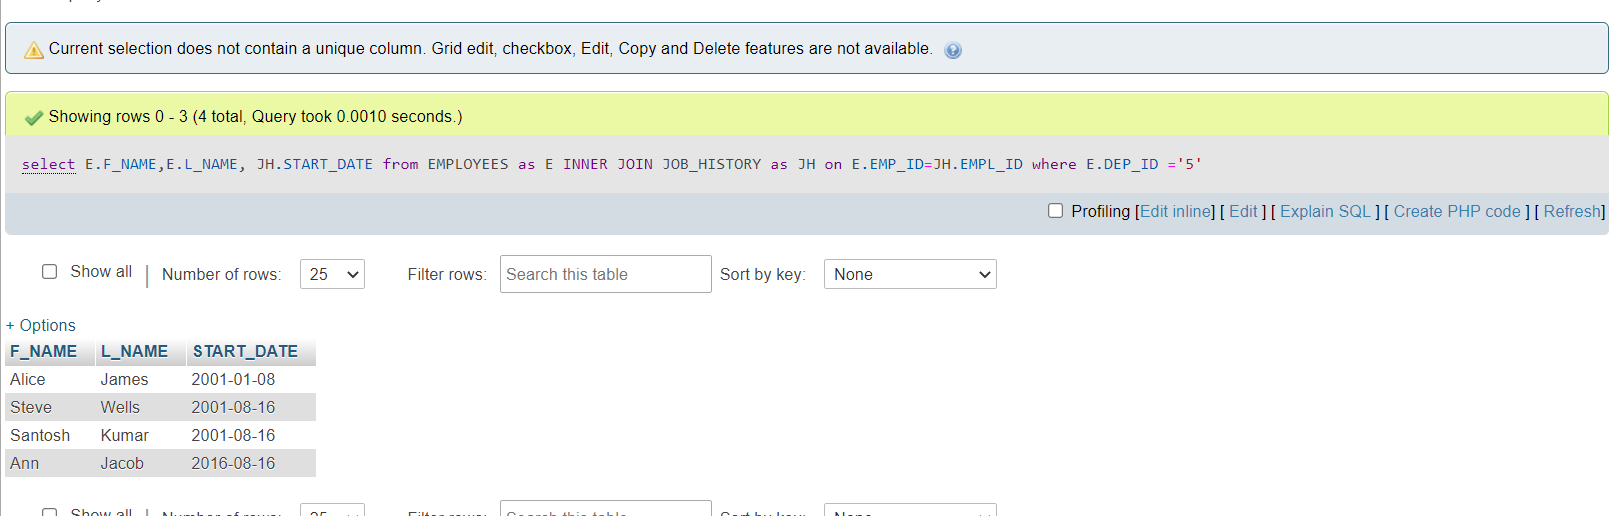 Current selection does not contain a unique column. Grid edit, checkbox, Edit, Copy and Delete features are not available.
Showing rows 0 - 3 (4 total, Query took 0.0010 seconds.)
select E.F_NAME,E.L_NAME, JH.START_DATE from EMPLOYEES as E INNER JOIN JOB_HISTORY as JH on E.EMP_ID=JH.EMPL_ID where E.DEP_ID ='5'
Profiling [Edit inline] [ Edit ] [ Explain SQL ] [ Create PHP code ] [ Refresh]
Show all | Number of rows: 25 Filter rows: Search this table Sort by key: None
+ Options
F_NAME L_NAME START_DATE
Alice James 2001-01-08
Steve Wells 2001-08-16
Santosh Kumar 2001-08-16
Ann Jacob 2016-08-16
Show all | Number of rows: 25 Filter rows: Search this table Sort by key: None